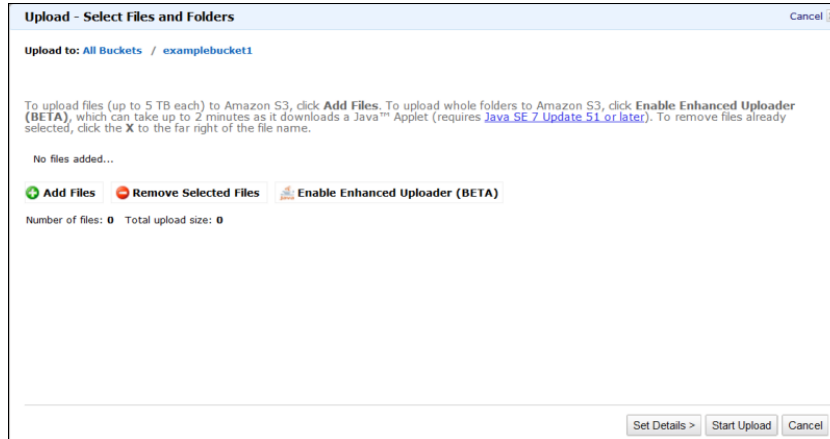 Upload - Select Files and Folders
Cancel
Upload to: All Buckets / examplebucket1
To upload files (up to 5 TB each) to Amazon S3, click Add Files. To upload whole folders to Amazon S3, click Enable Enhanced Uploader
(BETA), which can take up to 2 minutes as it downloads a Java™ Applet (requires Java SE 7 Update 51 or later). To remove files already
selected, click the X to the far right of the file name.
No files added...
Add Files Remove Selected Files Enable Enhanced Uploader (BETA)
Number of files: 0 Total upload size: 0
Set Details > Start Upload Cancel